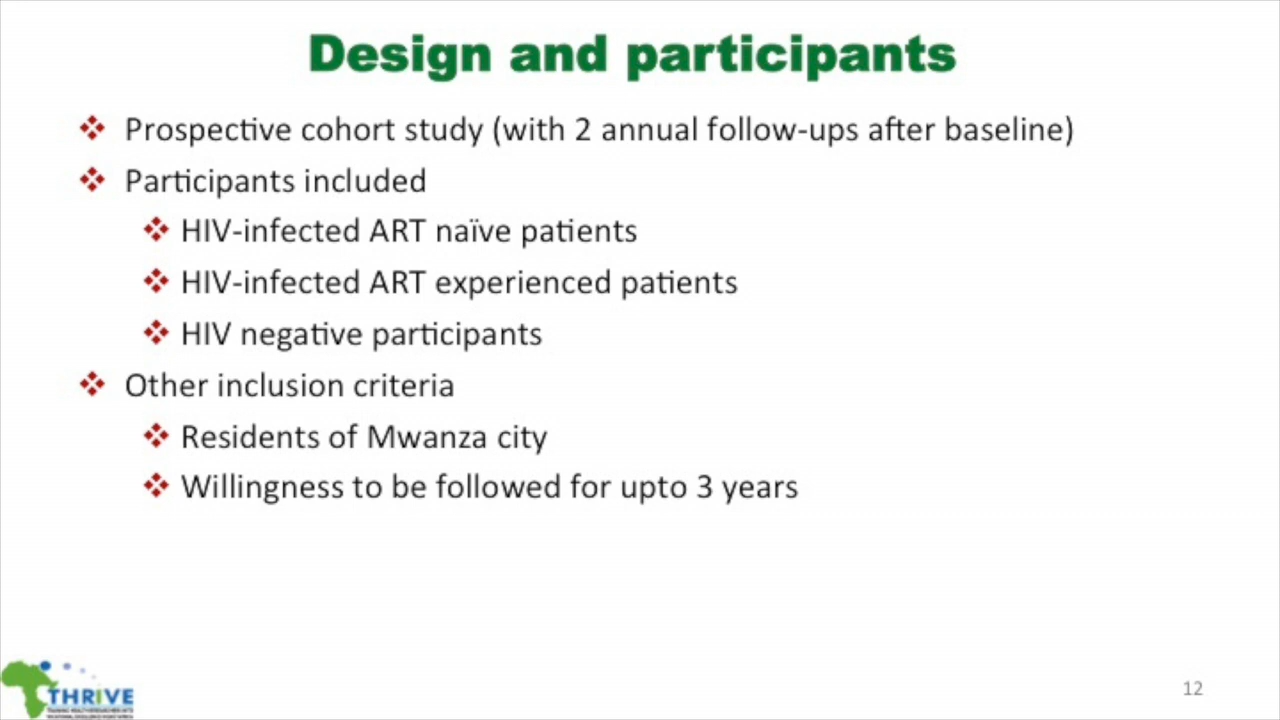 Design and participants
Prospective cohort study (with 2 annual follow-ups after baseline)
Participants included
HIV-infected ART naïve patients
HIV-infected ART experienced patients
HIV negative participants
Other inclusion criteria
Residents of Mwanza city
Willingness to be followed for upto 3 years
THRiVE
12